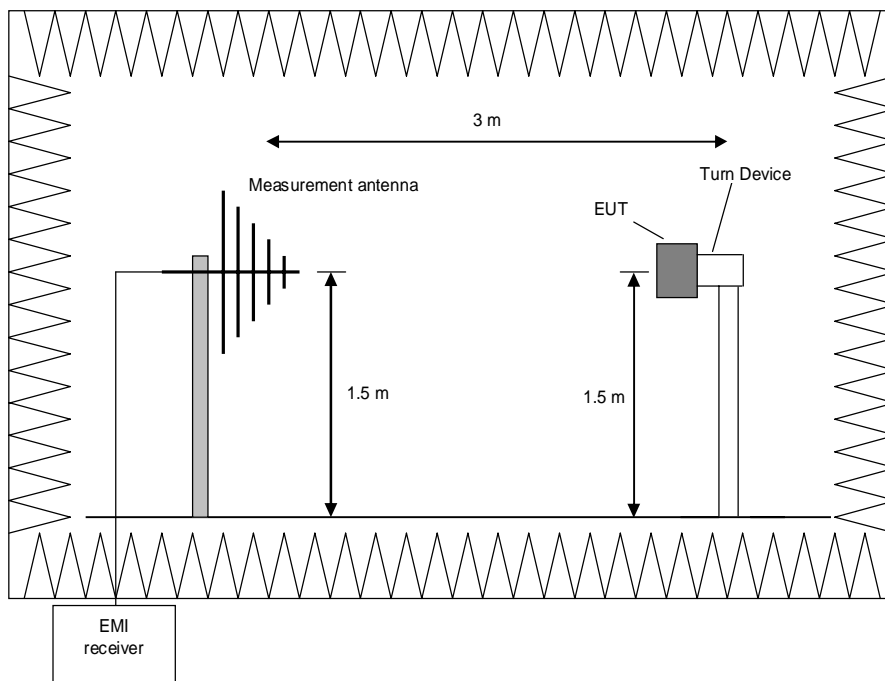 3 m
Measurement antenna
Turn Device
EUT
1.5 m
1.5 m
EMI
receiver